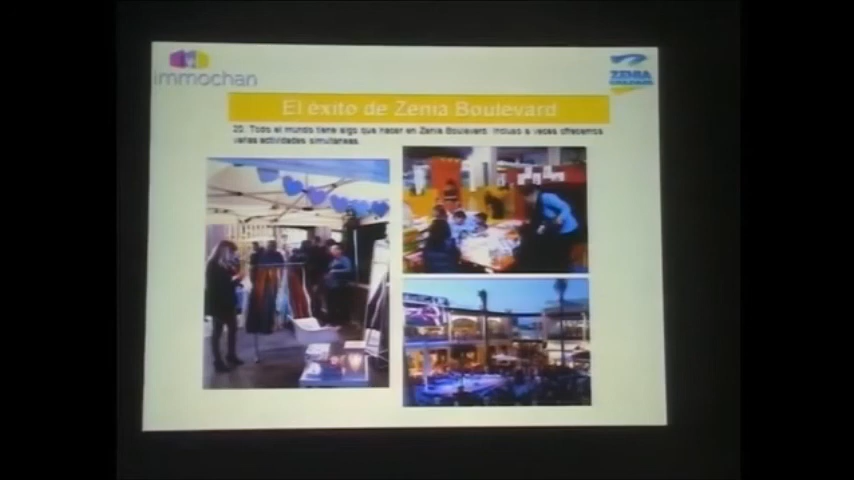 immochan
ZENIA
BOULEVARD
El éxito de Zenia Boulevard
20. Todo el mundo tiene algo que hacer en Zenia Boulevard. Incluso a veces ofrecemos
varias actividades simultaneas.